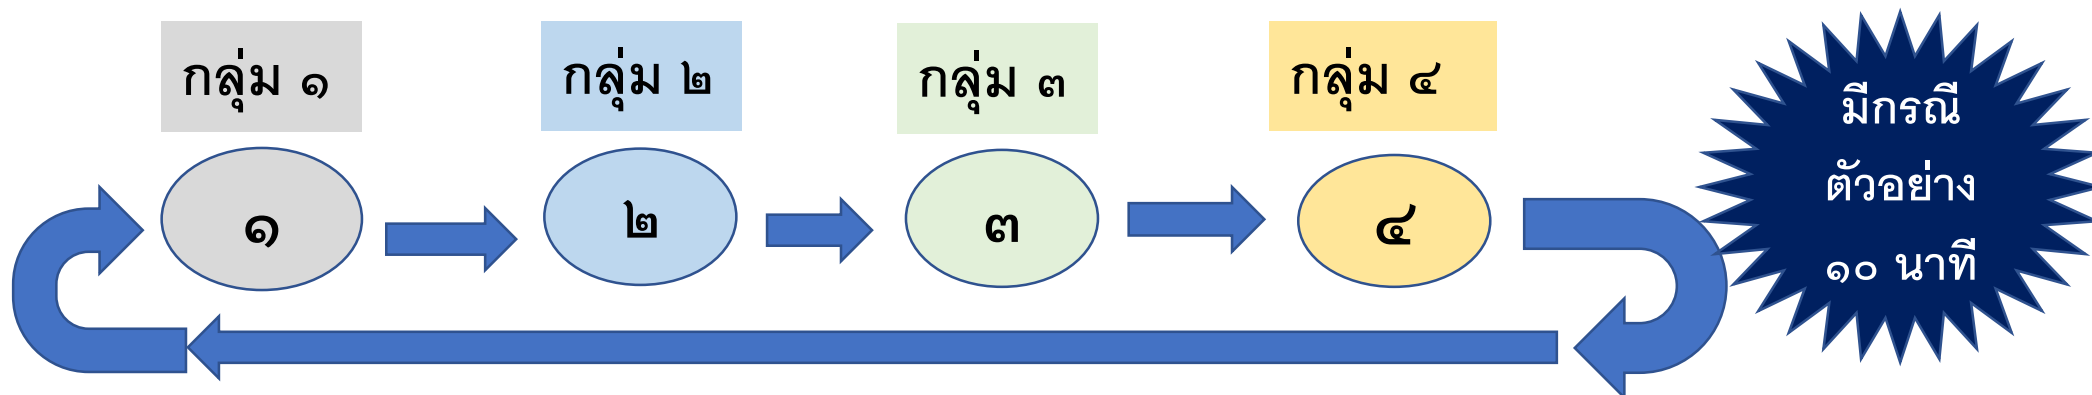 กลุ่ม ๑
กลุ่ม ๒
กลุ่ม ๓
กลุ่ม ๔
๑
๒
๓
๔
มีกรณี
ตัวอย่าง
๑๐ นาที